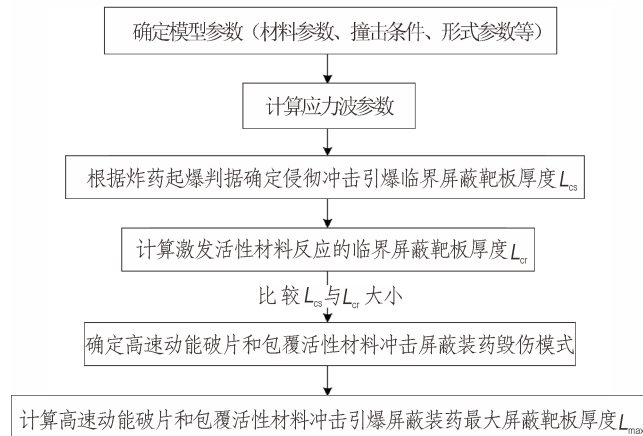 确定模型参数（材料参数、撞击条件、形式参数等）
计算应力波参数
根据炸药起爆判据确定侵彻冲击引爆临界屏蔽靶板厚度Lcs
计算激发活性材料反应的临界屏蔽靶板厚度Lcr
比较Lcs与Lcr大小
确定高速动能破片和包覆活性材料冲击屏蔽装药毁伤模式
计算高速动能破片和包覆活性材料冲击引爆屏蔽装药最大屏蔽靶板厚度Lmax